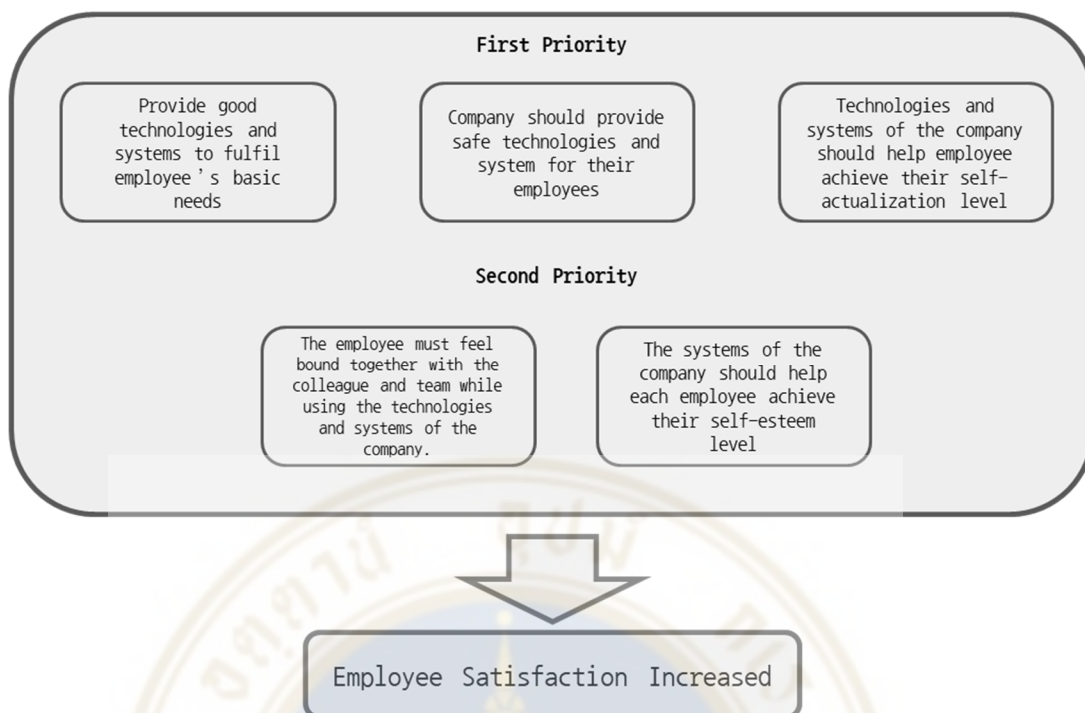 First Priority
Provide good
technologies and
systems to fulfil
employee's basic
needs
Company should provide
safe technologies and
system for their
employees
Technologies and
systems of the company
should help employee
achieve their self-
actualization level
Second Priority
The employee must feel
bound together with the
colleague and team while
using the technologies
and systems of the
company.
The systems of the
company should help
each employee achieve
their self-esteem
level
Employee Satisfaction Increased